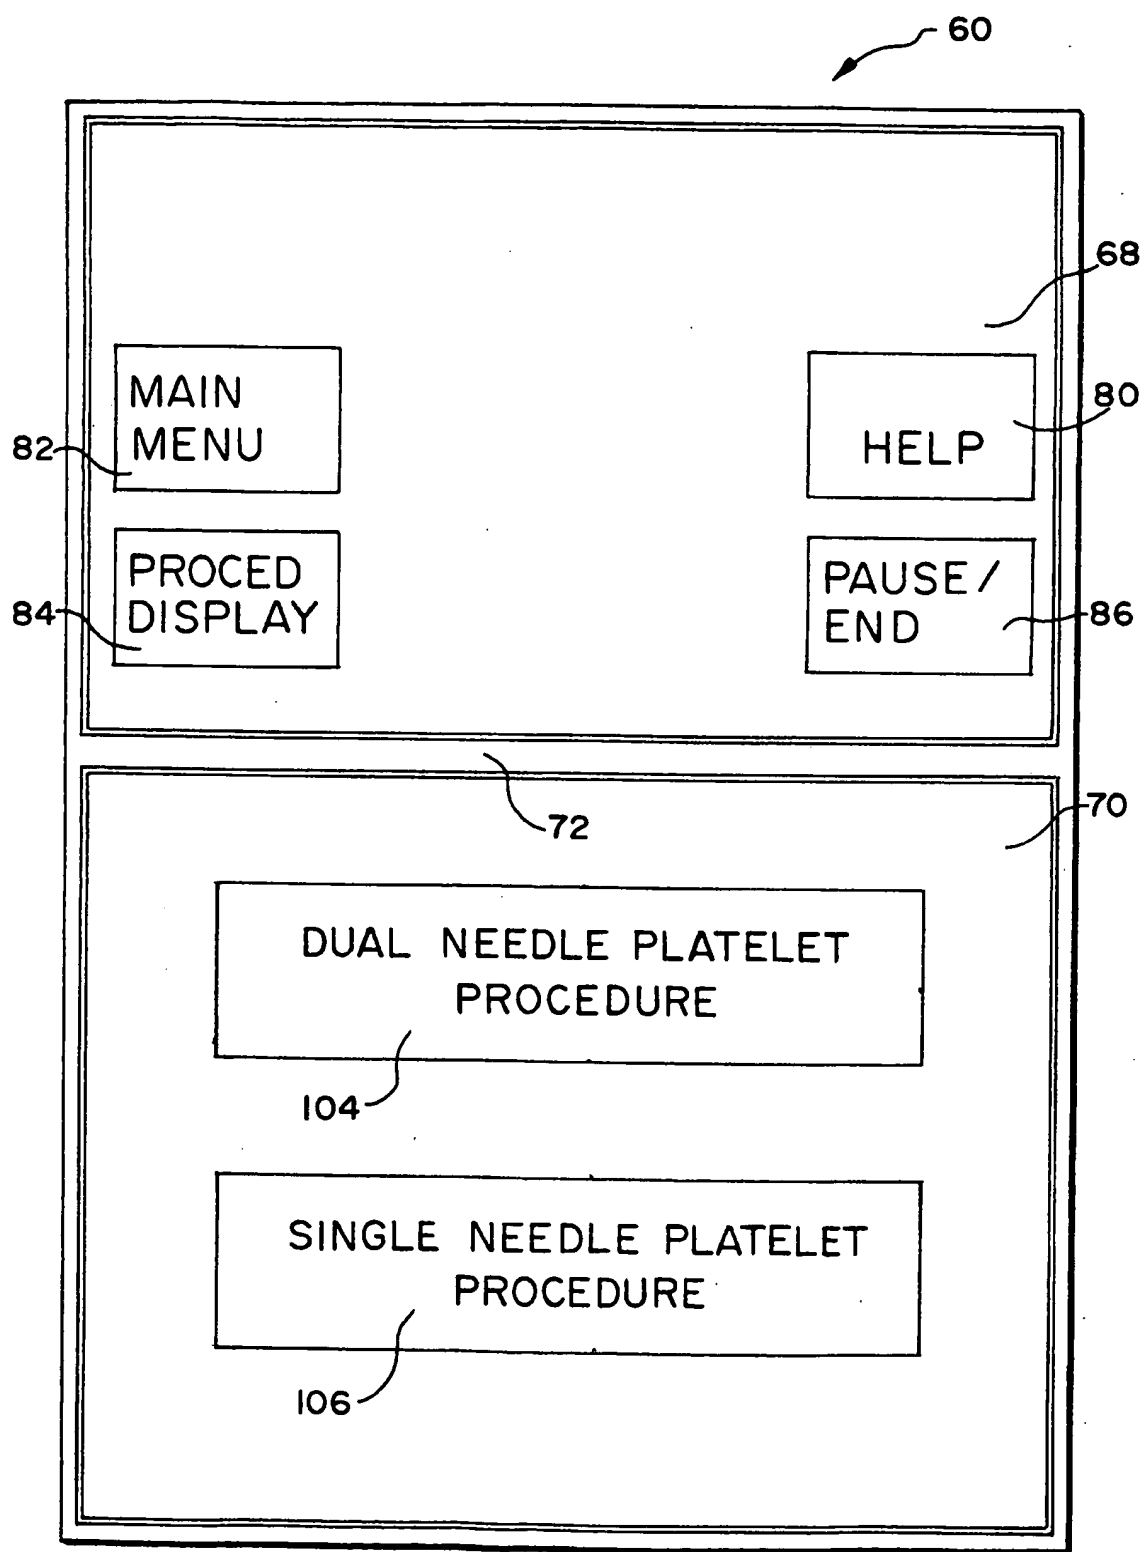 60
68
MAIN
MENU
82
HELP
80
PROCED
DISPLAY
84
PAUSE/
END
86
72
70
DUAL NEEDLE PLATELET
PROCEDURE
104
SINGLE NEEDLE PLATELET
PROCEDURE
106